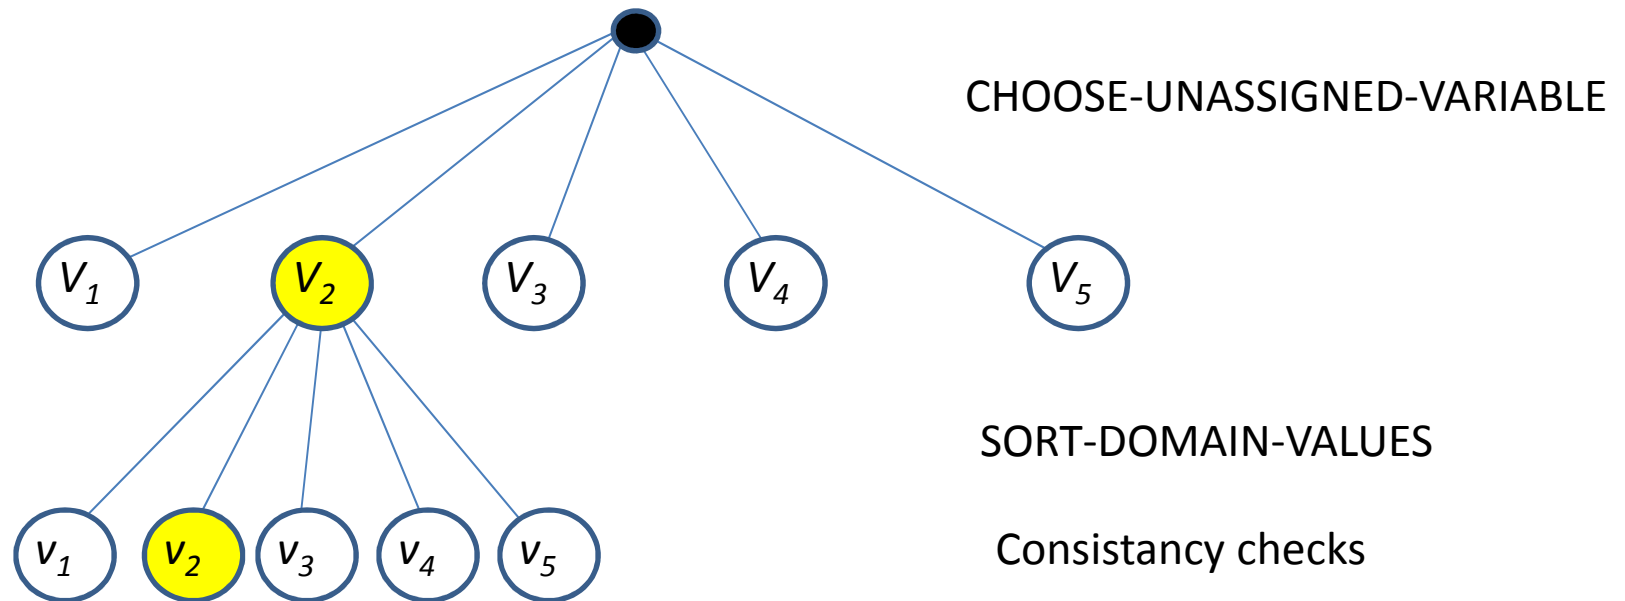 CHOOSE-UNASSIGNED-VARIABLE
V1 V2 V3 V4 V5
SORT-DOMAIN-VALUES
v1 v2 v3 v4 v5
Consistancy checks